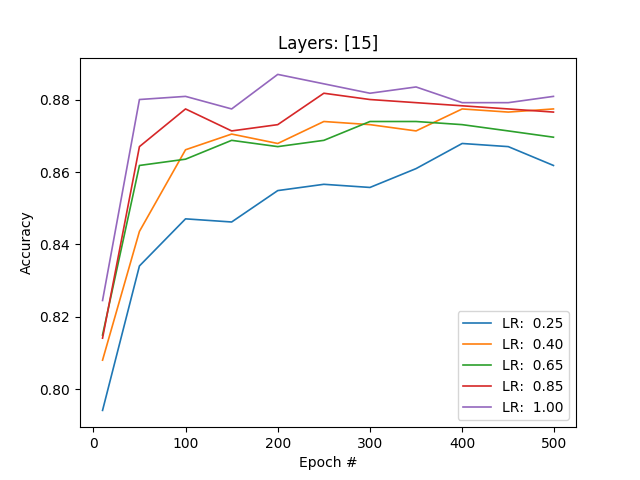 Layers: [15]
0.88
0.86
0.84
0.82
0.80
Accuracy
0
100
200
300
400
500
Epoch #
LR: 0.25
LR: 0.40
LR: 0.65
LR: 0.85
LR: 1.00